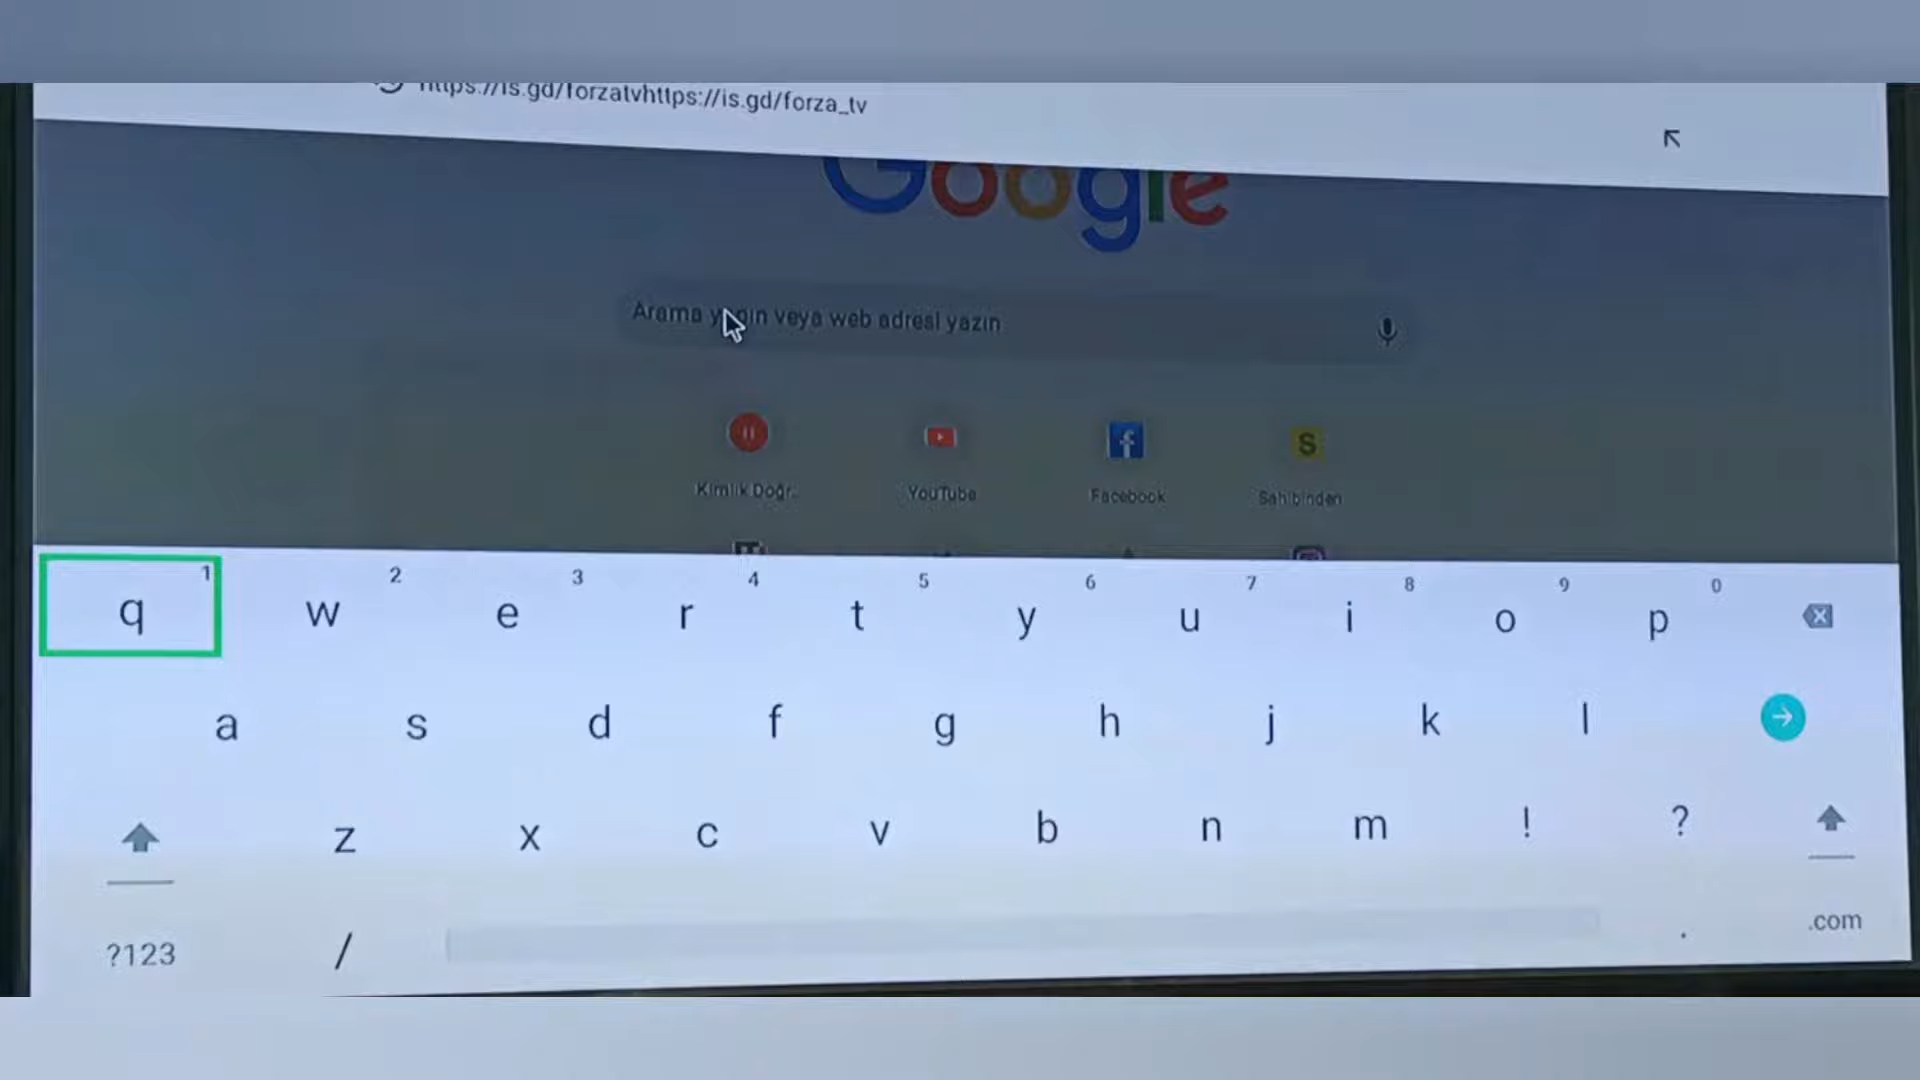 https://is.gd/forzatvhttps://is.gd/forza_tv
Google
Arama yapın veya web adresi yazın
Kimlik Doğr...
YouTube
Facebook
Sahibinden
1 2 3 4 5 6 7 8 9 0
q w e r t y u i o p
a s d f g h j k l
z x c v b n m ! ?
?123 / . .com